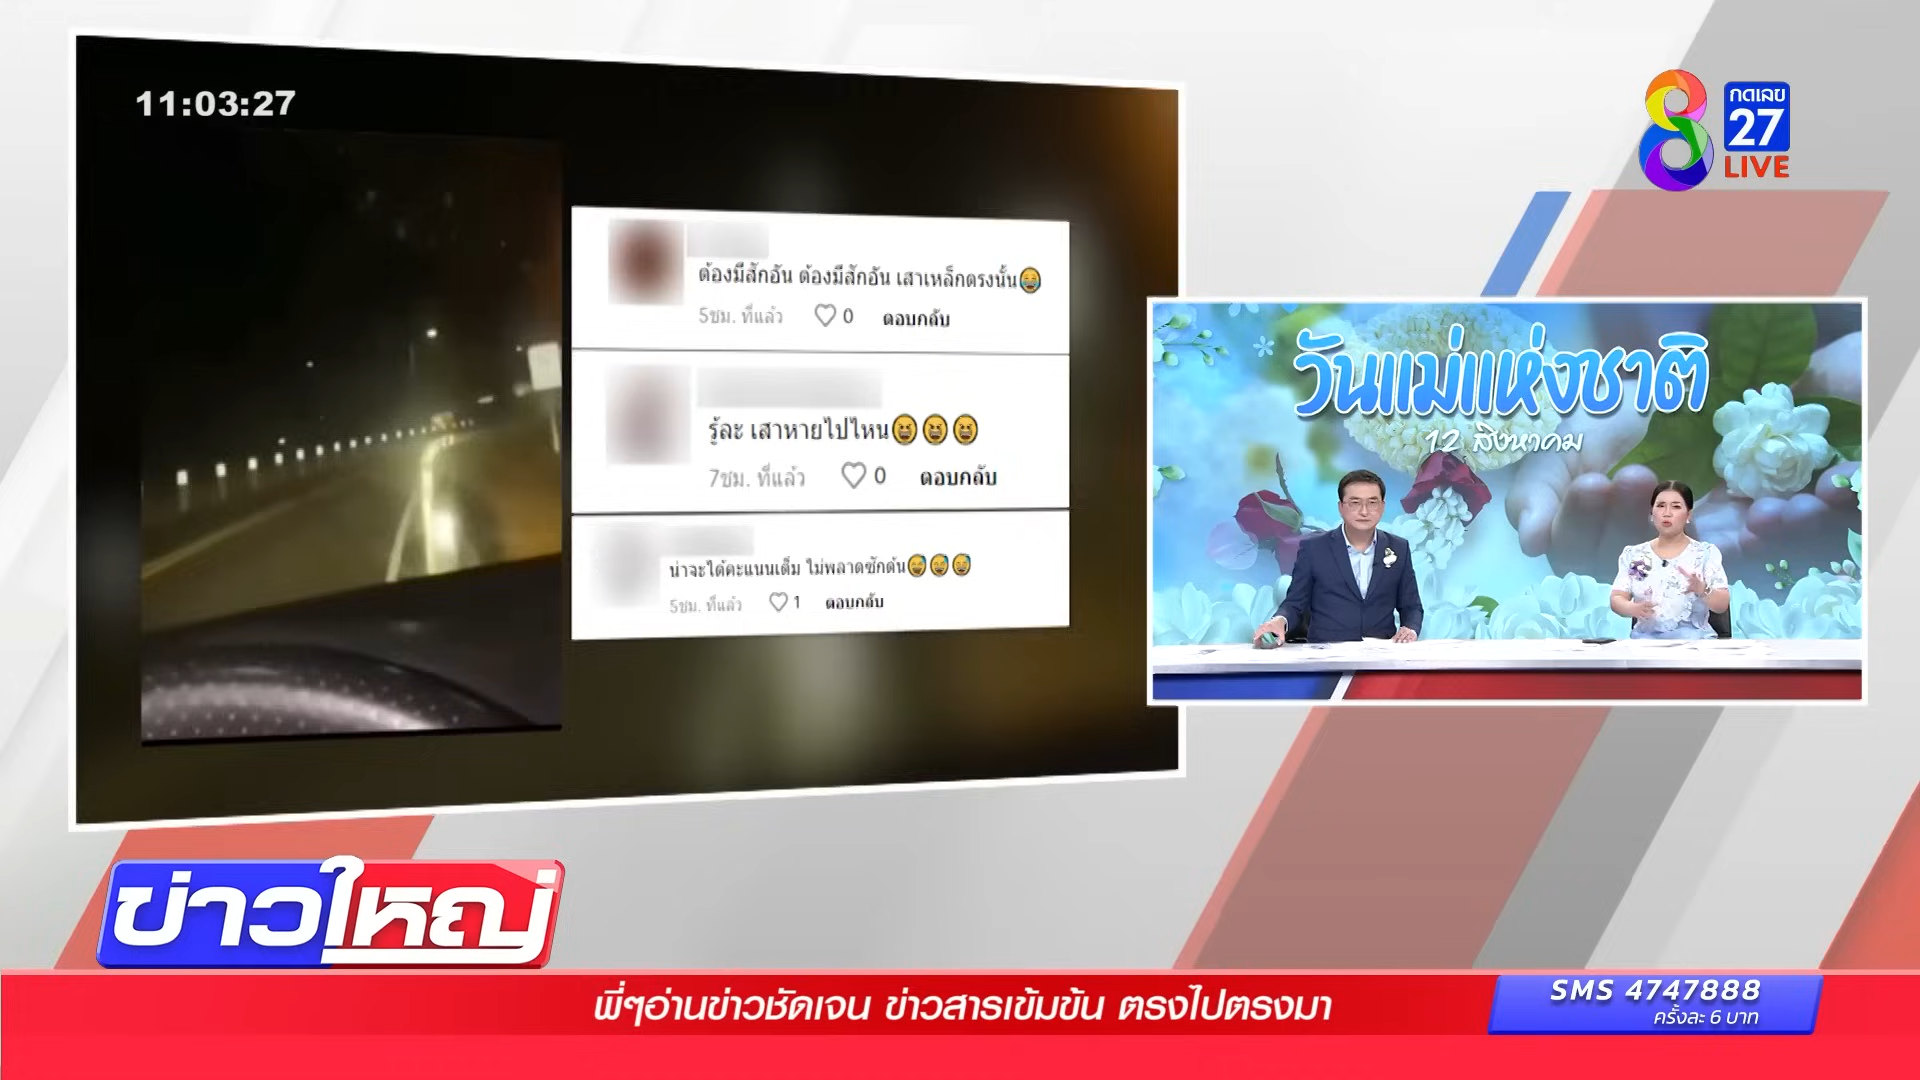 11:03:27
8
กดเลข
27
LIVE
ต้องมีสักอัน ต้องมีสักอัน เสาเหล็กตรงนั้น😂
5ชม. ที่แล้ว 0 ตอบกลับ
รู้ละ เสาหายไปไหน😆😆😆
7ชม. ที่แล้ว 0 ตอบกลับ
น่าจะได้คะแนนเต็ม ไม่พลาดซักต้น😅😅😅
5ชม. ที่แล้ว 1 ตอบกลับ
วันแม่แห่งชาติ
12 สิงหาคม
ข่าวใหญ่
พี่ๆอ่านข่าวชัดเจน ข่าวสารเข้มข้น ตรงไปตรงมา
SMS 4747888
ครั้งละ 6 บาท